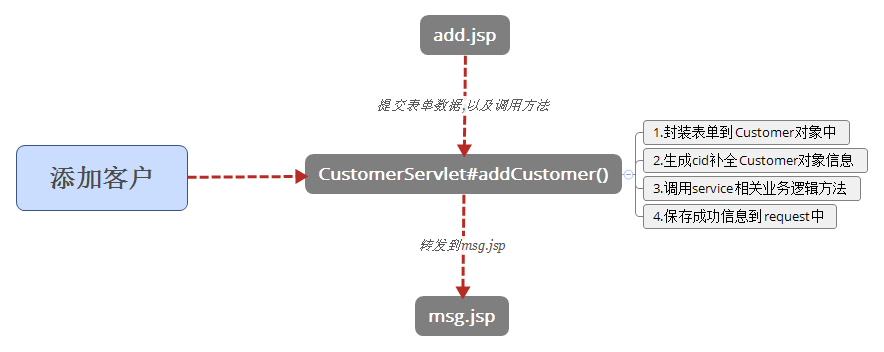 add.jsp
提交表单数据,以及调用方法
添加客户
CustomerServlet#addCustomer()
1.封装表单到Customer对象中
2.生成cid补全Customer对象信息
3.调用service相关业务逻辑方法
4.保存成功信息到request中
转发到msg.jsp
msg.jsp